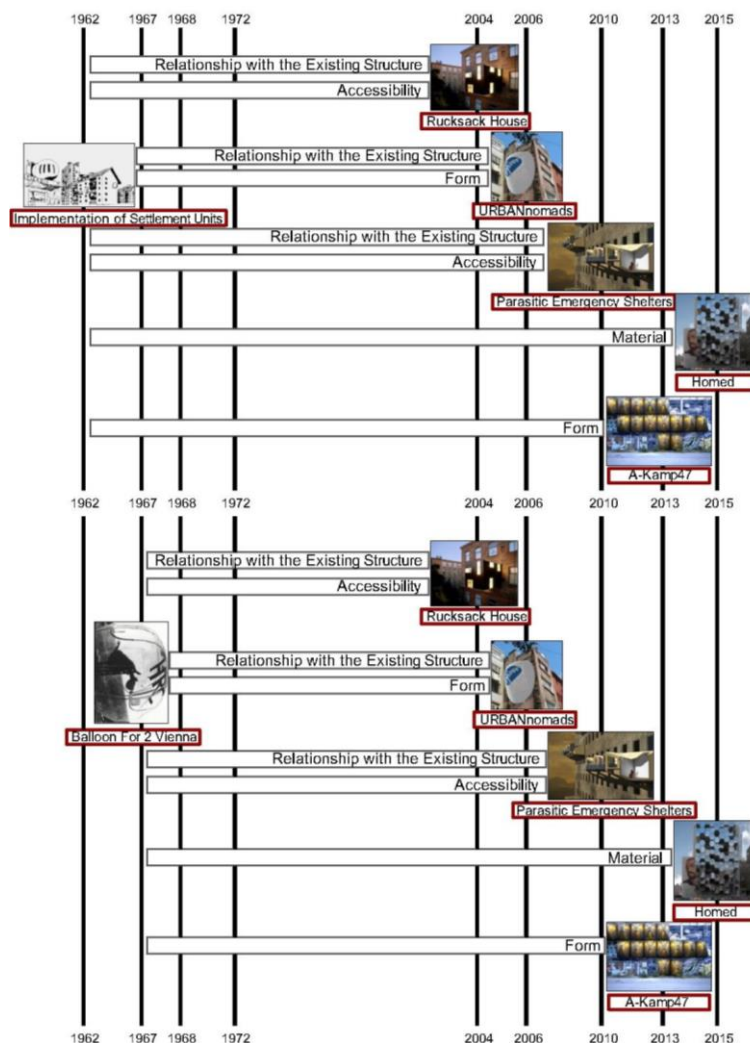 1962 1967 1968 1972 2004 2006 2010 2013 2015
Relationship with the Existing Structure
Accessibility
Rucksack House
Relationship with the Existing Structure
Form
Implementation of Settlement Units
URBANnomads
Relationship with the Existing Structure
Accessibility
Parasitic Emergency Shelters
Material
Homed
Form
A-Kamp47
1962 1967 1968 1972 2004 2006 2010 2013 2015
Relationship with the Existing Structure
Accessibility
Rucksack House
Relationship with the Existing Structure
Form
URBANnomads
Balloon For 2 Vienna
Relationship with the Existing Structure
Accessibility
Parasitic Emergency Shelters
Material
Homed
Form
A-Kamp47
1962 1967 1968 1972 2004 2006 2010 2013 2015